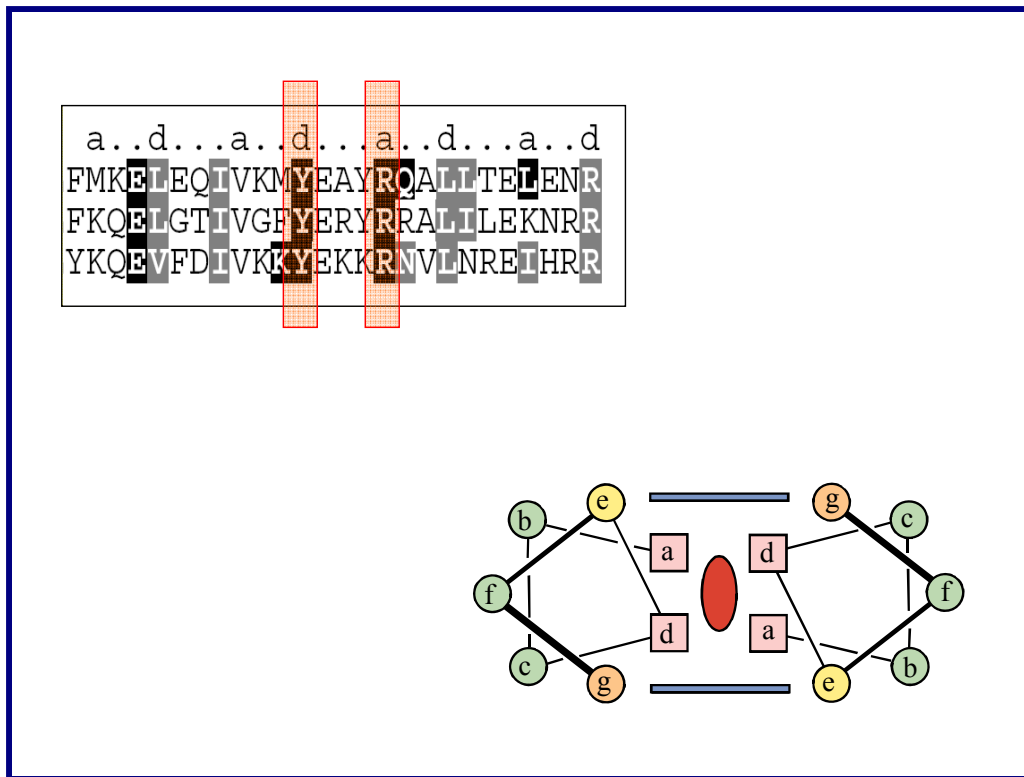 a..d...a..d...a..d...a..d
FMKELEQIVKMYEAYRQALLTELENR
FKQELGTIVGFYERYRRALILEKNRR
YKQEVFDIVKKYEKKRNVLNREIHRR
e g
b c
a d
f f
d a
c b
g e